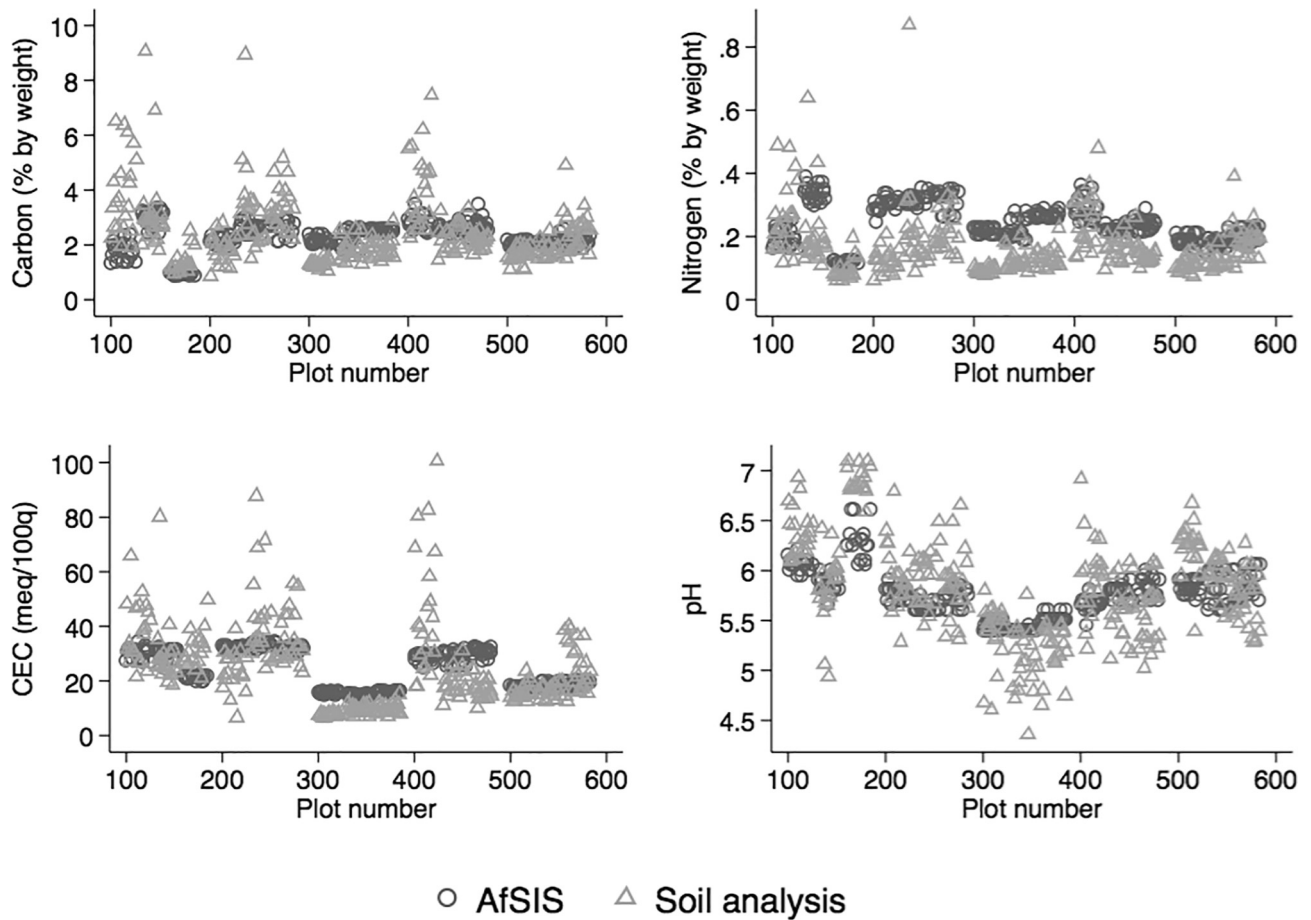 Carbon (% by weight)
10
8
6
4
2
0
100 200 300 400 500 600
Plot number
Nitrogen (% by weight)
.8
.6
.4
.2
0
100 200 300 400 500 600
Plot number
CEC (meq/100q)
100
80
60
40
20
0
100 200 300 400 500 600
Plot number
pH
7
6.5
6
5.5
5
4.5
100 200 300 400 500 600
Plot number
AfSIS Soil analysis